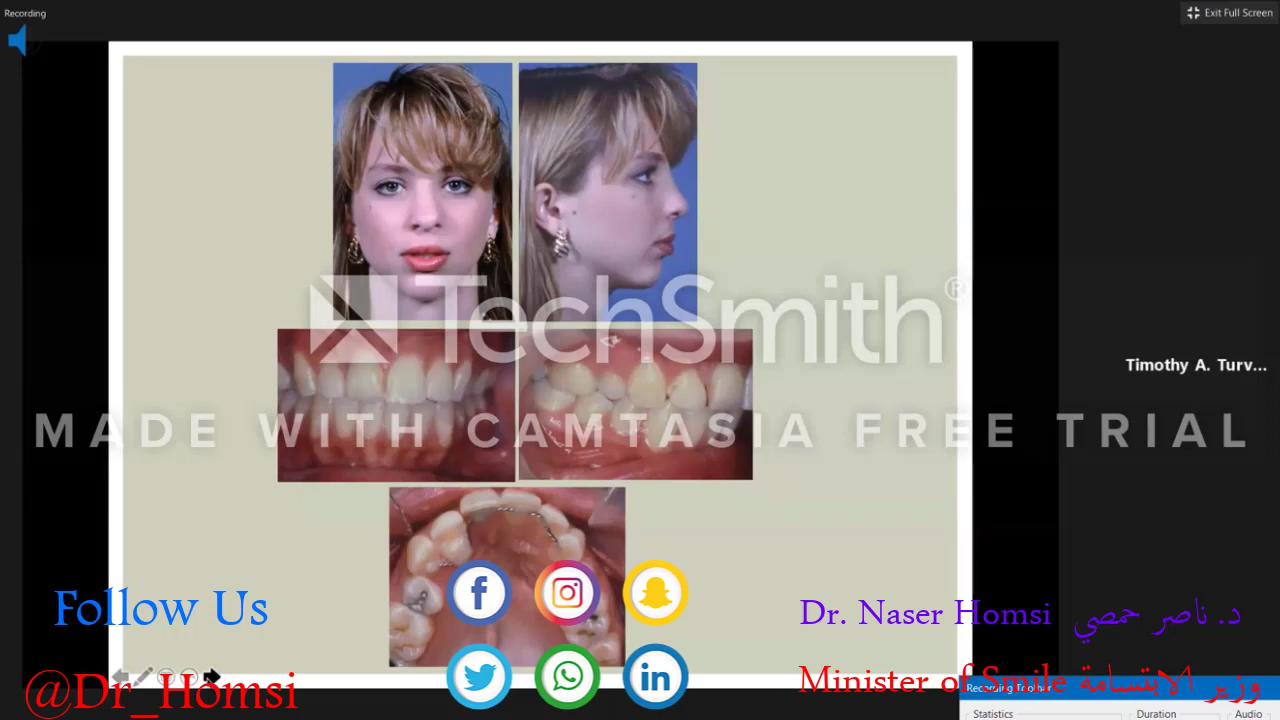 Recording
Exit Full Screen
TechSmith®
Timothy A. Turv...
MADE WITH CAMTASIA FREE TRIAL
Follow Us
Dr. Naser Homsi د. ناصر حمصي
@Dr_Homsi
Minister of Smile وزير الابتسامة
Recording Toolbar
Statistics
Duration
Audio